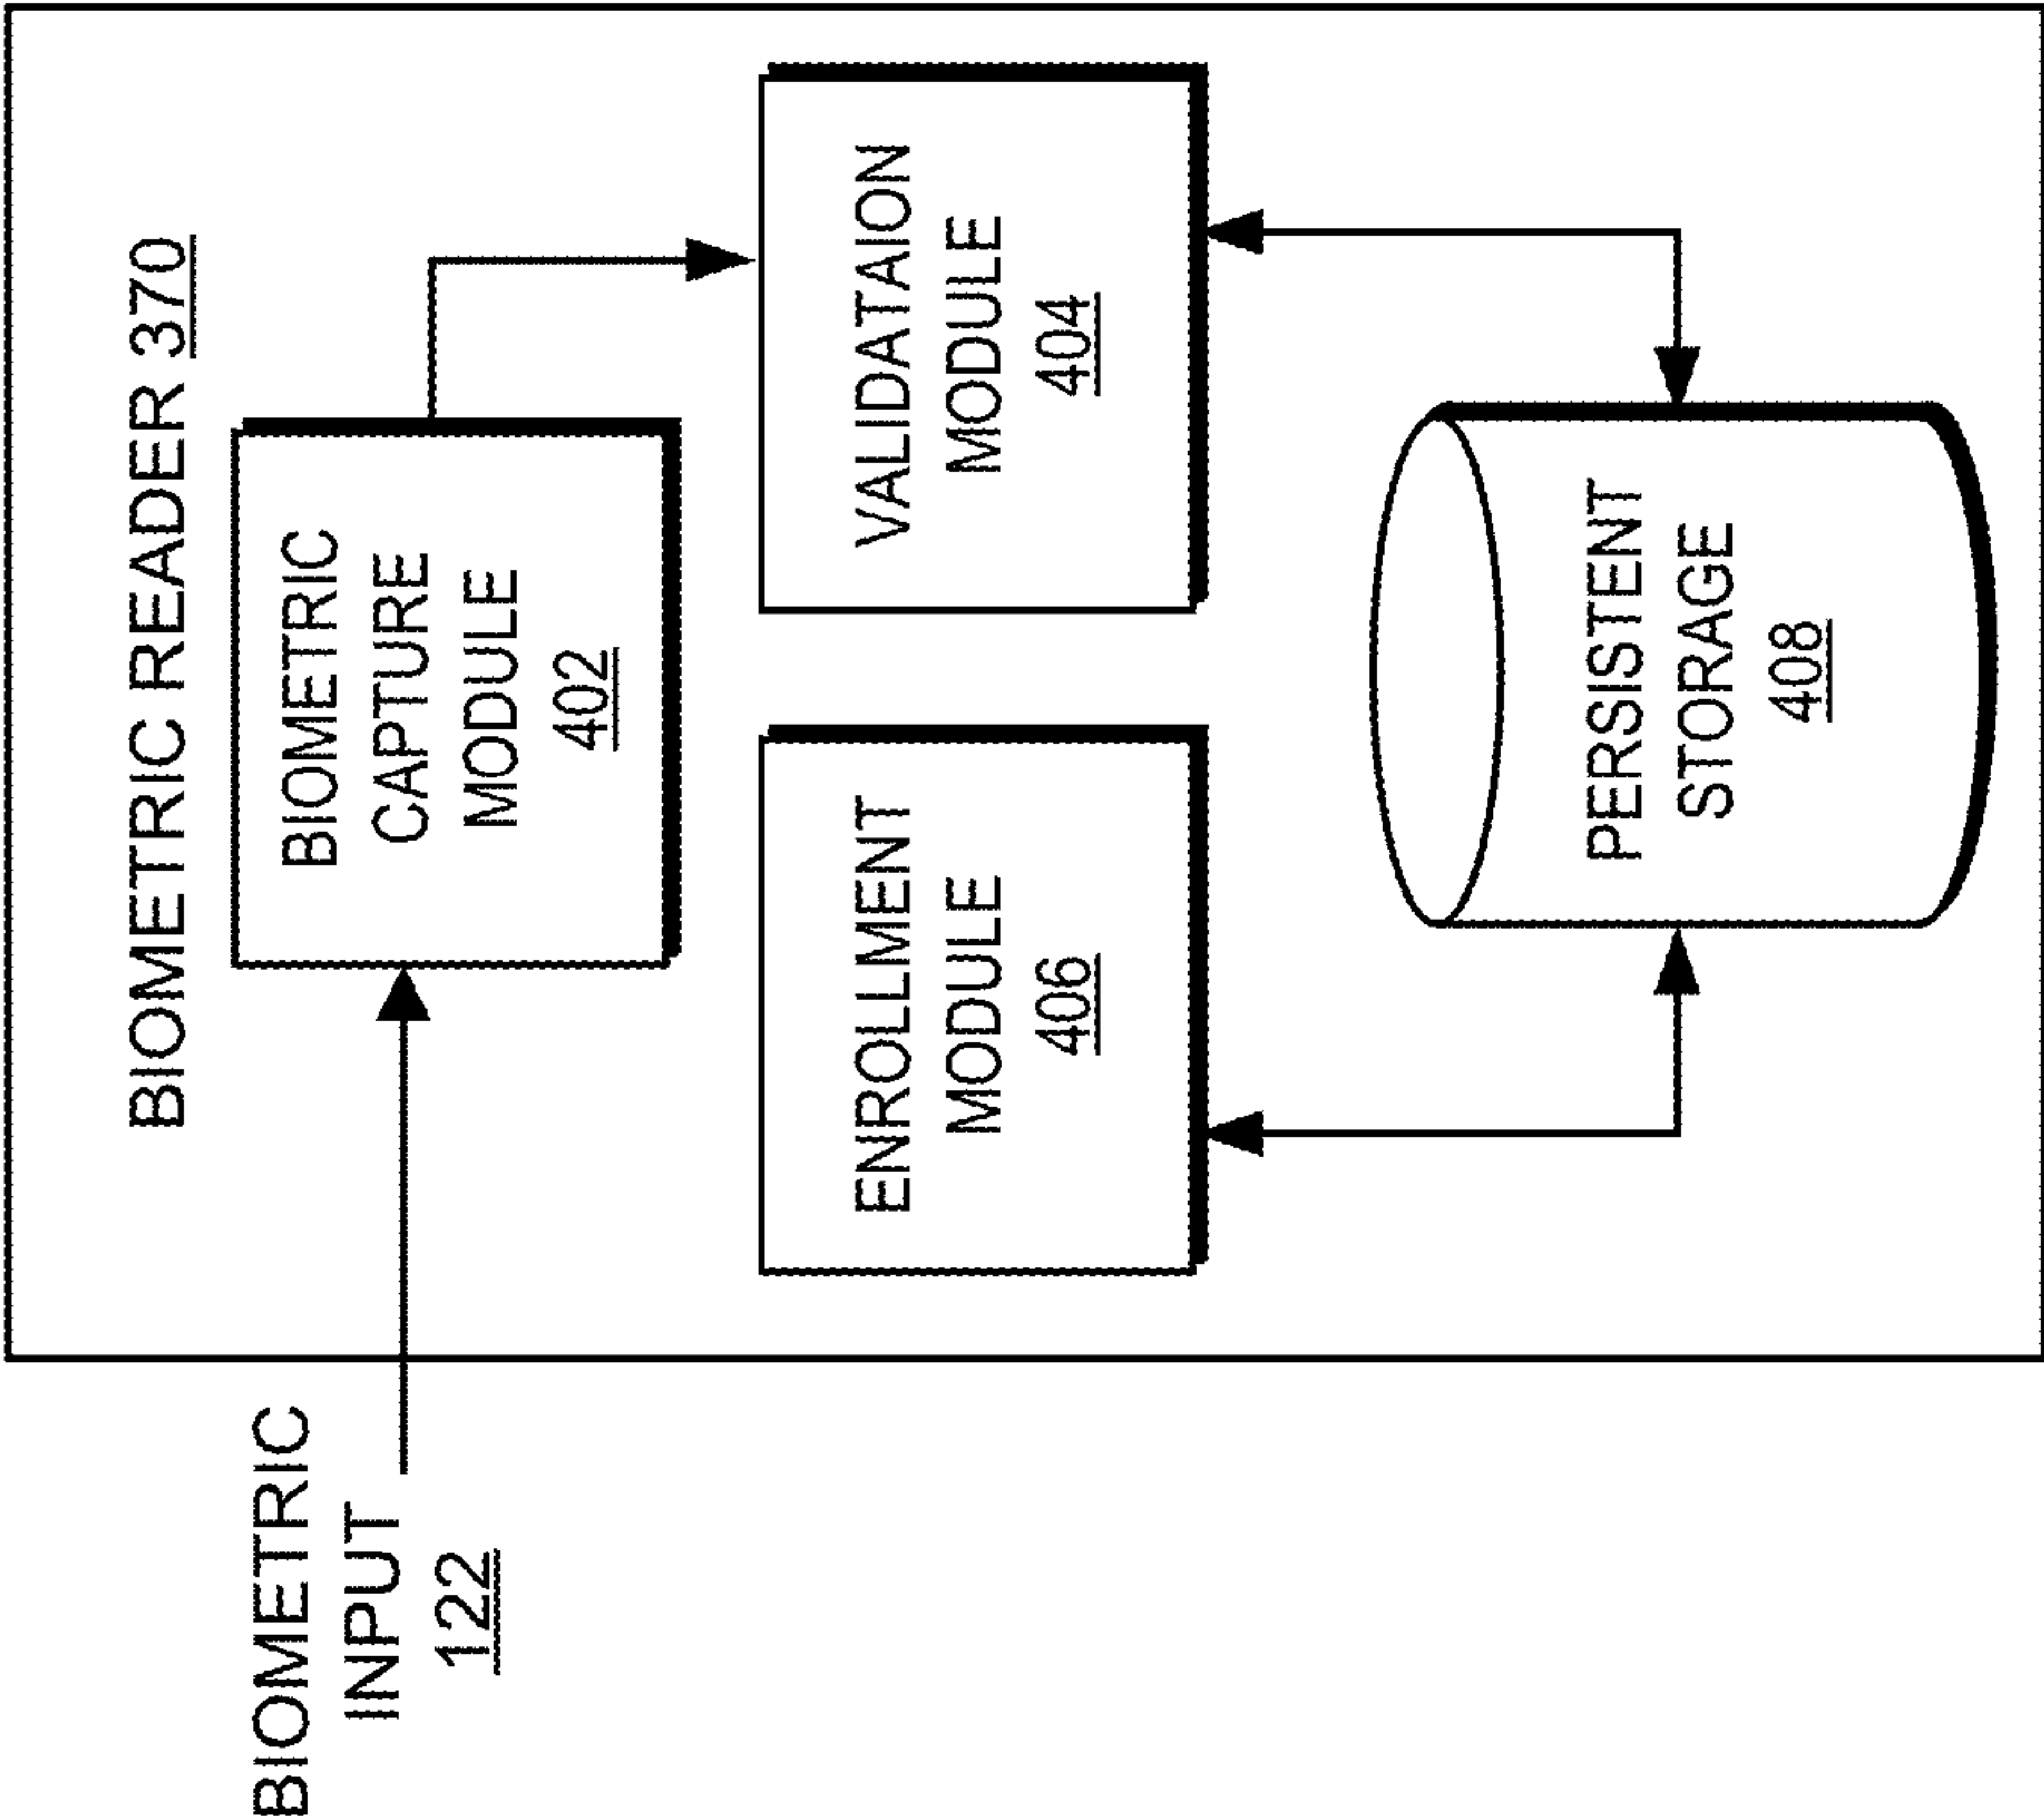 BIOMETRIC READER 370
BIOMETRIC
INPUT
122
BIOMETRIC
CAPTURE
MODULE
402
ENROLLMENT
MODULE
406
VALIDATAION
MODULE
404
PERSISTENT
STORAGE
408